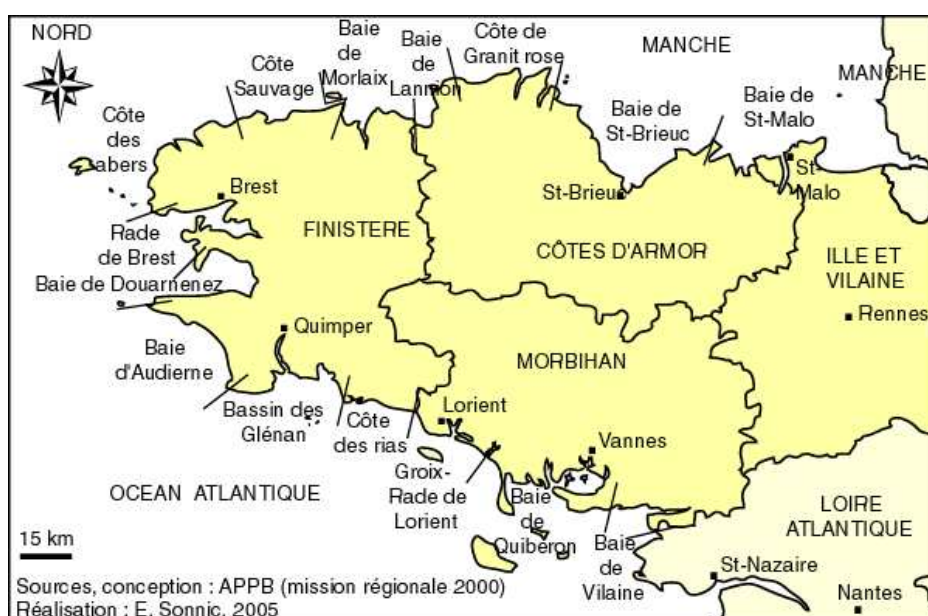 NORD
Côte
Sauvage
Baie
de
Morlaix
Baie
de
Lannion
Côte de
Granit rose
MANCHE
MANCHE
Côte
des
abers
Baie de
St-Brieuc
Baie de
St-Malo
St-
Malo
Brest
St-Brieuc
Rade
de Brest
FINISTERE
CÔTES D'ARMOR
ILLE ET
VILAINE
Baie de Douarnenez
Rennes
Quimper
Baie
d'Audierne
MORBIHAN
Bassin des
Glénan
Côte
des rias
Lorient
Vannes
Groix-
Rade de
Lorient
OCEAN ATLANTIQUE
Baie
de
Quiberon
Baie
de
Vilaine
LOIRE
ATLANTIQUE
St-Nazaire
Nantes
15 km
Sources, conception : APPB (mission régionale 2000)
Réalisation : E. Sonnic, 2005